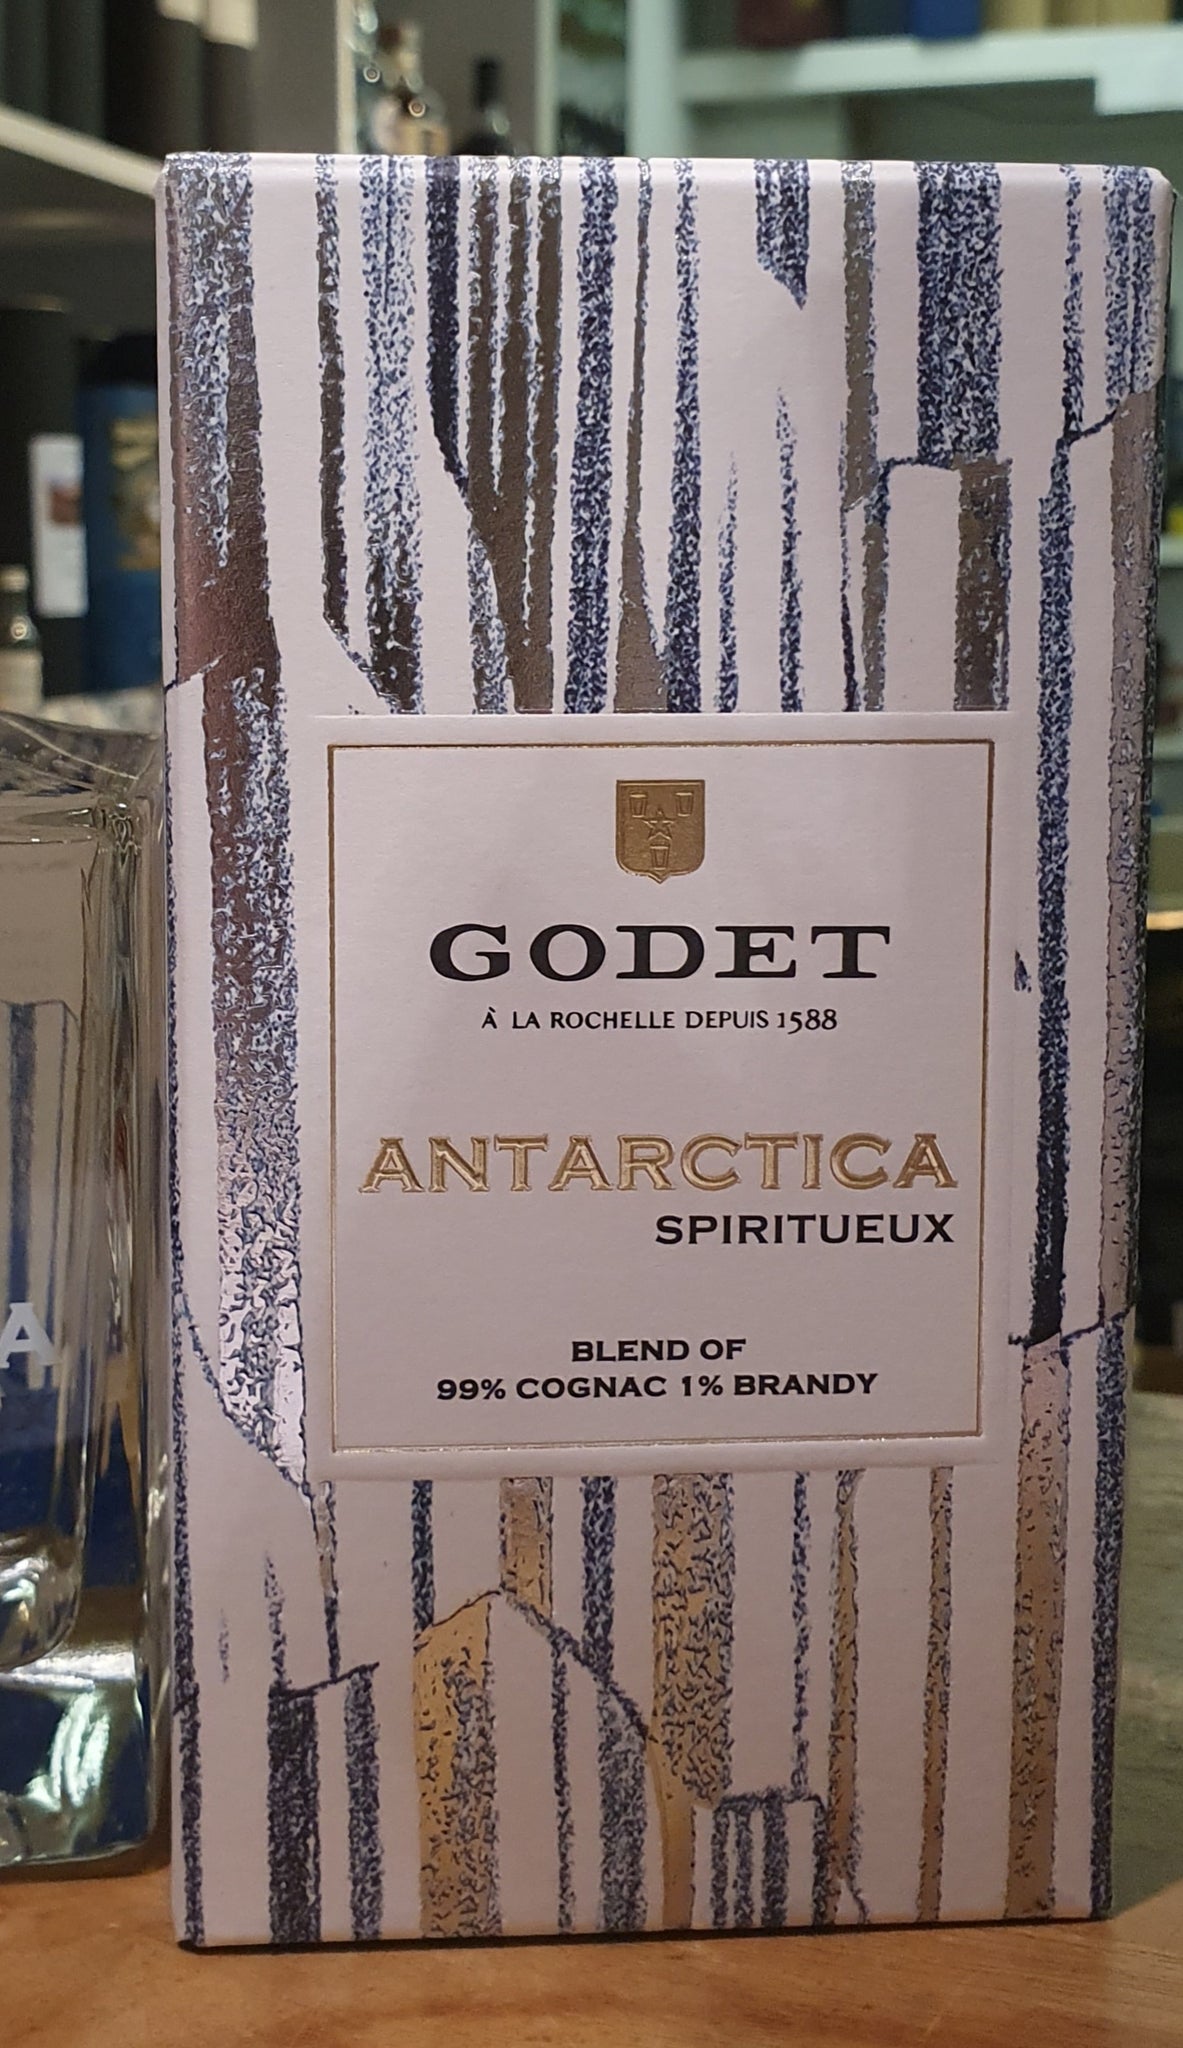 GODET
À LA ROCHELLE DEPUIS 1588
ANTARCTICA
SPIRITUEUX
BLEND OF
99% COGNAC 1% BRANDY
A